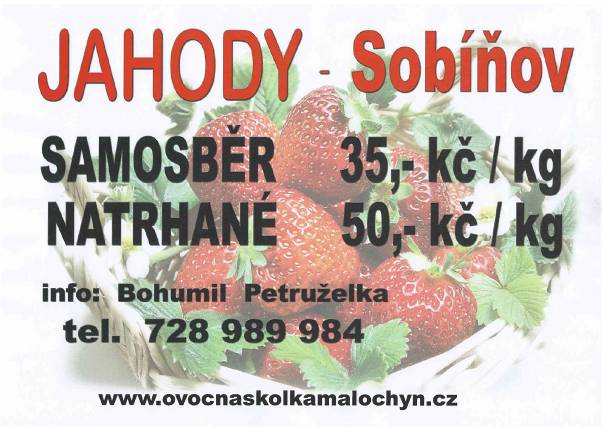 JAHODY - Sobíňov
SAMOSBĚR 35,- kč / kg
NATRHANÉ 50,- kč / kg
info: Bohumil Petruželka
tel. 728 989 984
www.ovocnaskolkamalochyn.cz